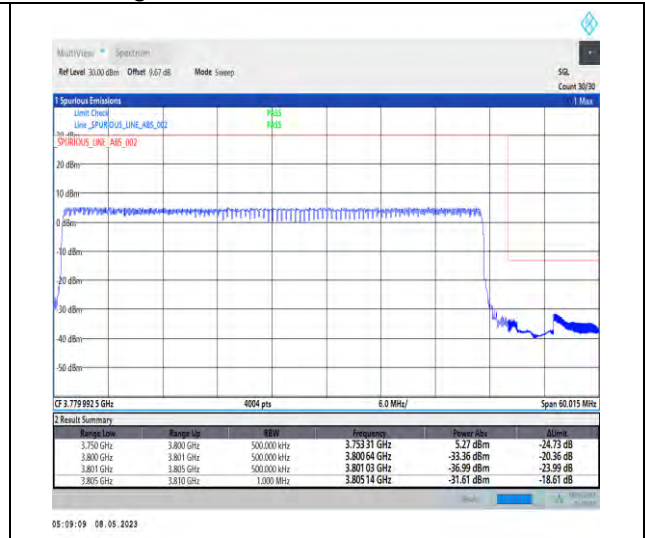 MultiView Spectrum
Ref Level 30.00 dBm Offset 9.67 dB Mode Sweep SGL
Count 30/30
1 Spurious Emissions 1 Max
Limit Check PASS
Line _SPURIOUS_LINE_ABS_002 PASS
_SPURIOUS_LINE_ABS_002
20 dBm
10 dBm
0 dBm
-10 dBm
-20 dBm
-30 dBm
-40 dBm
-50 dBm
CF 3.779 992 5 GHz 4004 pts 6.0 MHz/ Span 60.015 MHz
2 Result Summary
Range Low Range Up RBW Frequency Power Abs ΔLimit
3.750 GHz 3.800 GHz 500.000 kHz 3.753 31 GHz 5.27 dBm -24.73 dB
3.800 GHz 3.801 GHz 500.000 kHz 3.800 64 GHz -33.36 dBm -20.36 dB
3.801 GHz 3.805 GHz 500.000 kHz 3.801 03 GHz -36.99 dBm -23.99 dB
3.805 GHz 3.810 GHz 1.000 MHz 3.805 14 GHz -31.61 dBm -18.61 dB
05:09:09 08.05.2023